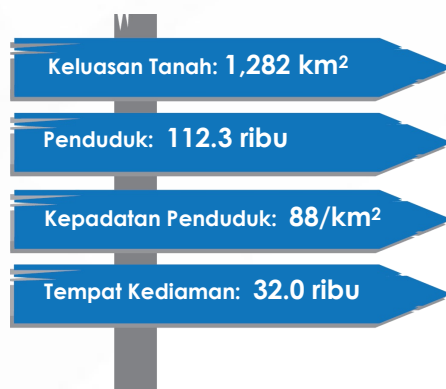 Keluasan Tanah: 1,282 km²
Penduduk: 112.3 ribu
Kepadatan Penduduk: 88/km²
Tempat Kediaman: 32.0 ribu